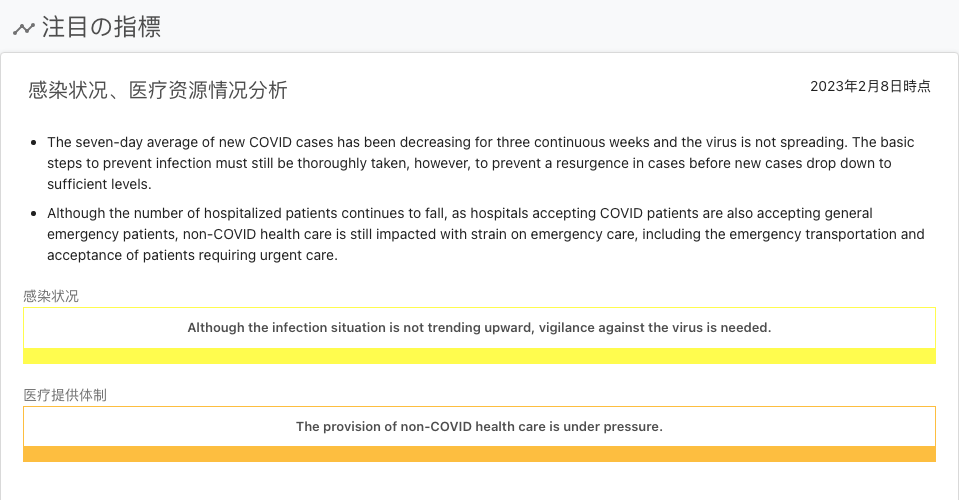 注目の指標
感染状况、医疗资源情况分析
2023年2月8日時点
The seven-day average of new COVID cases has been decreasing for three continuous weeks and the virus is not spreading. The basic
steps to prevent infection must still be thoroughly taken, however, to prevent a resurgence in cases before new cases drop down to
sufficient levels.
Although the number of hospitalized patients continues to fall, as hospitals accepting COVID patients are also accepting general
emergency patients, non-COVID health care is still impacted with strain on emergency care, including the emergency transportation and
acceptance of patients requiring urgent care.
感染状况
Although the infection situation is not trending upward, vigilance against the virus is needed.
医疗提供体制
The provision of non-COVID health care is under pressure.